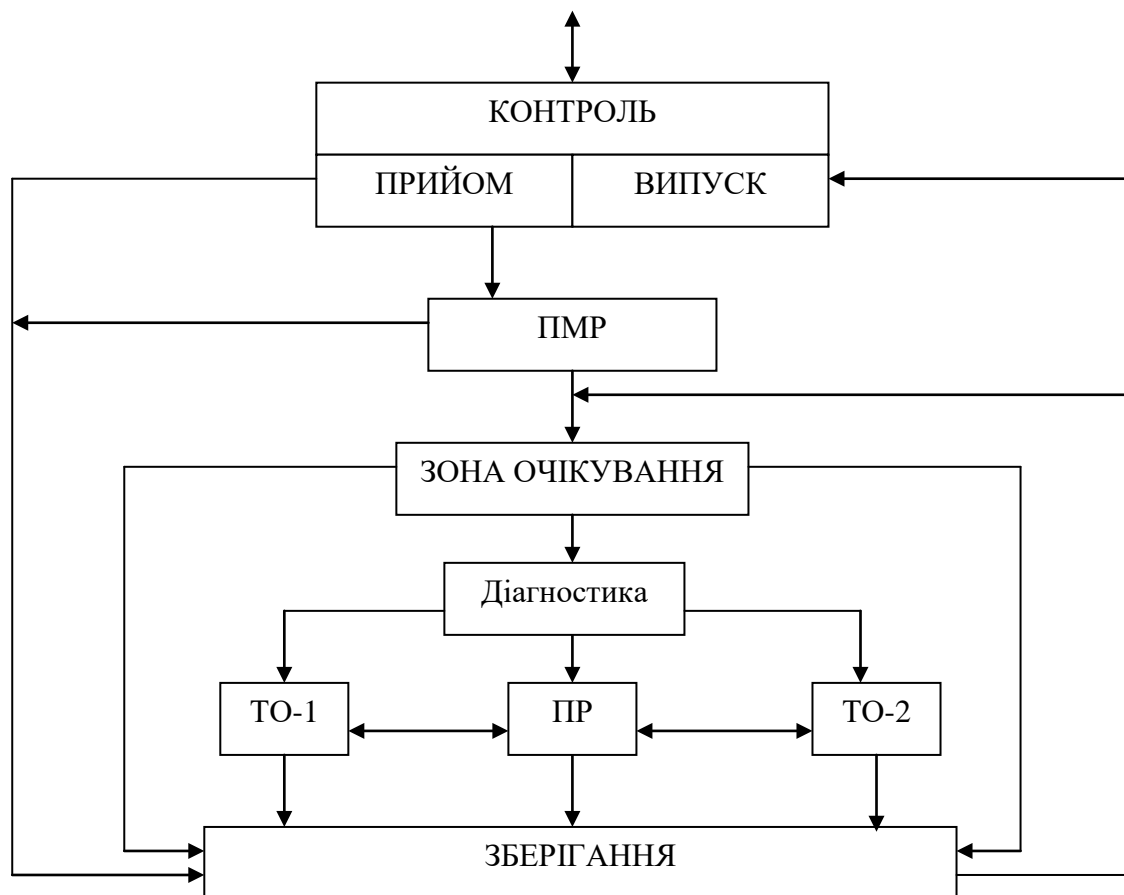 КОНТРОЛЬ
ПРИЙОМ
ВИПУСК
ПМР
ЗОНА ОЧІКУВАННЯ
Діагностика
ТО-1
ПР
ТО-2
ЗБЕРІГАННЯ